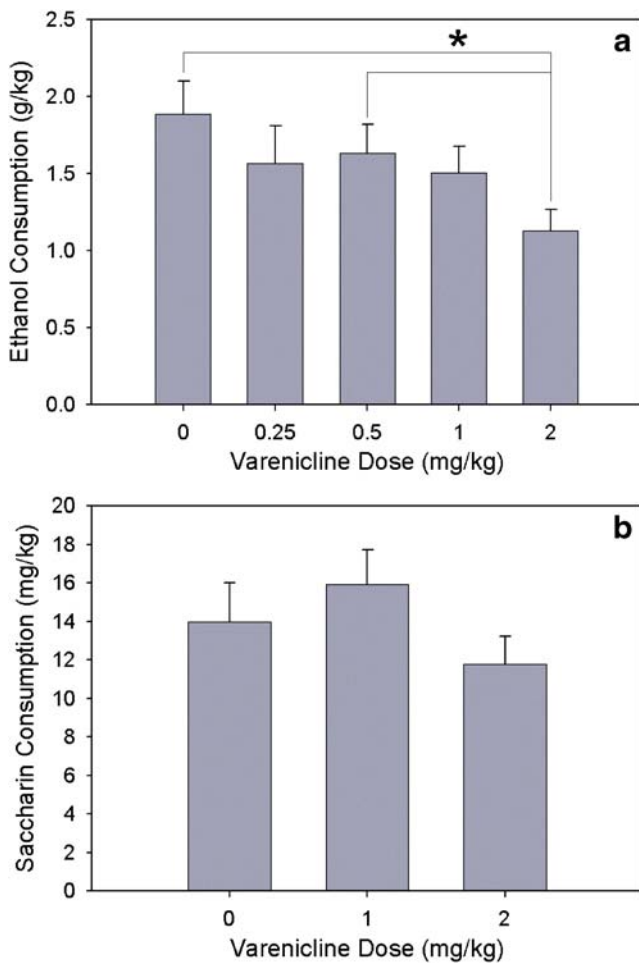 a
*
Ethanol Consumption (g/kg)
2.5
2.0
1.5
1.0
0.5
0.0
0 0.25 0.5 1 2
Varenicline Dose (mg/kg)
b
Saccharin Consumption (mg/kg)
20
18
16
14
12
10
8
6
4
2
0
0 1 2
Varenicline Dose (mg/kg)